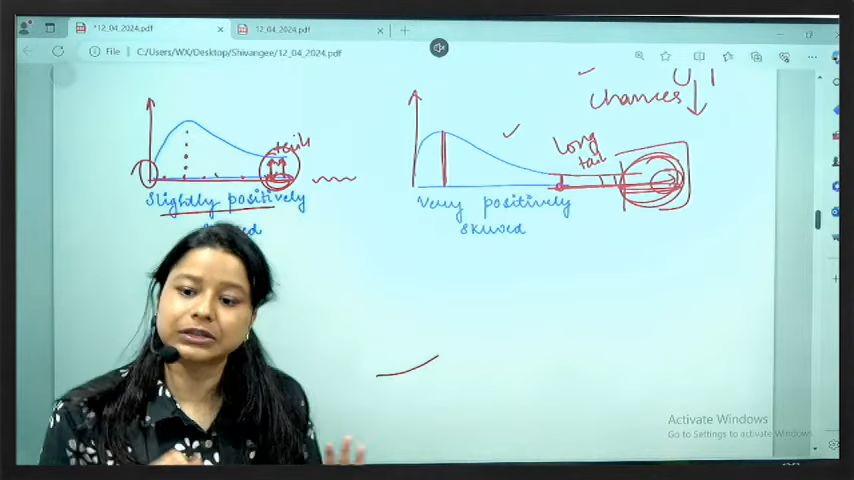 *12_04_2024.pdf
12_04_2024.pdf
File
C:/Users/WX/Desktop/Shivangee/12_04_2024.pdf
chances
tail
long
tail
Slightly positively
very positively
skewed
Activate Windows
Go to Settings to activate Windows.